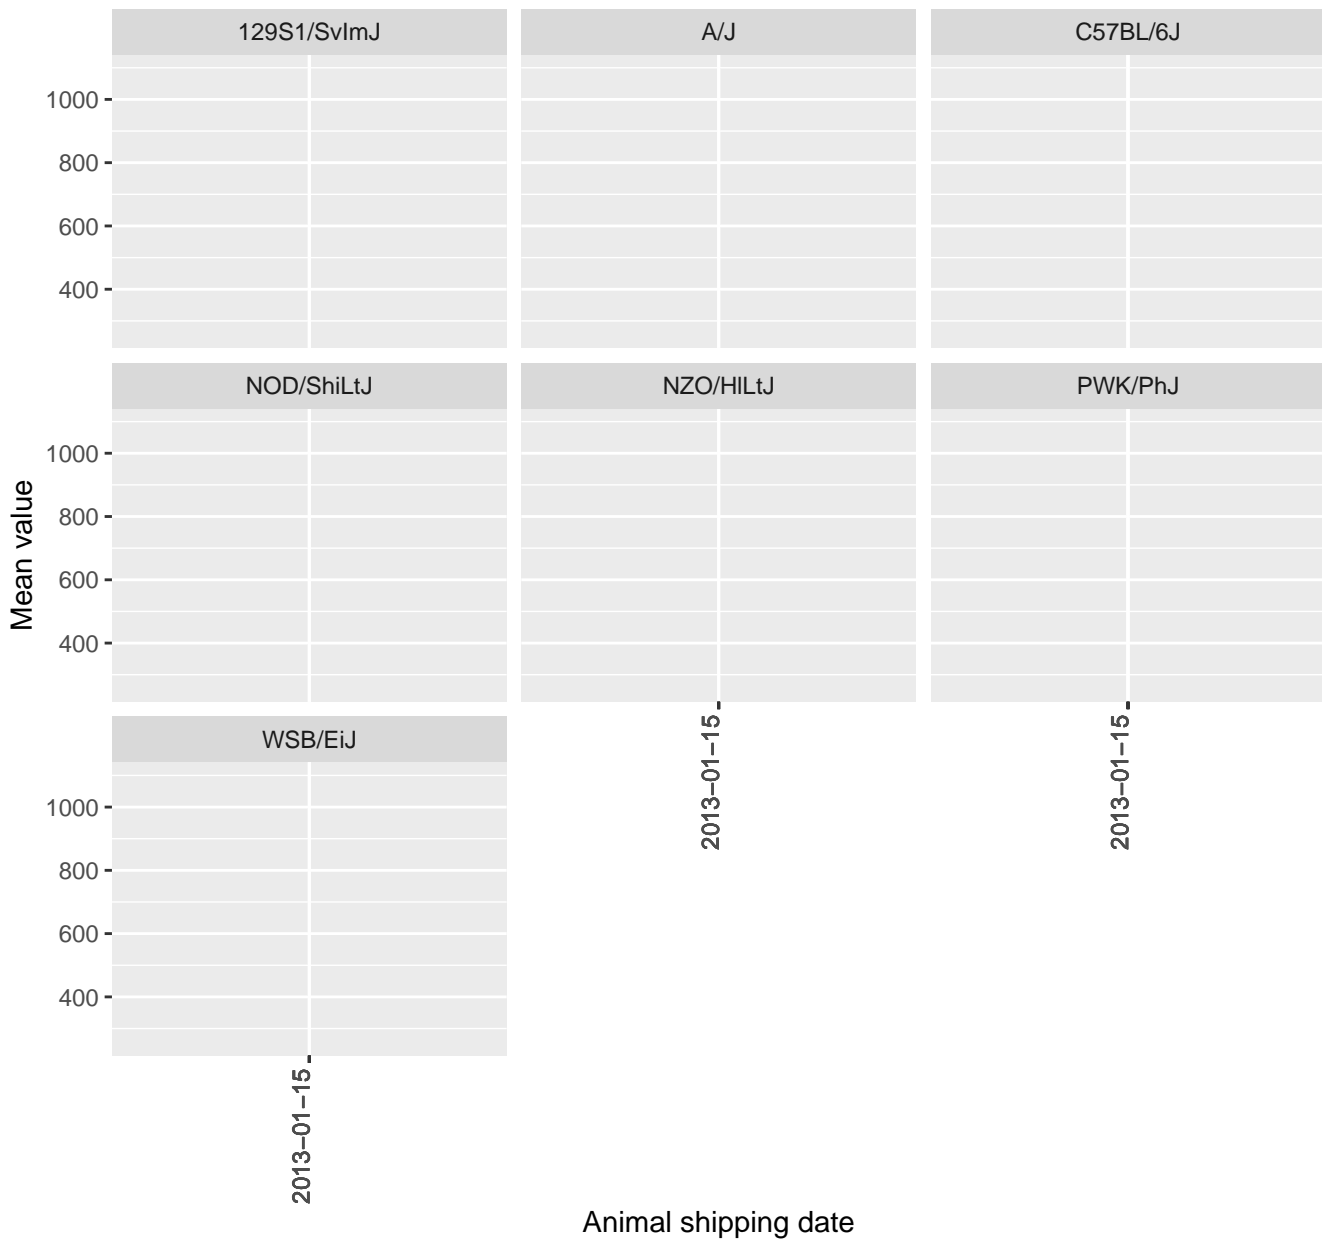 129S1/SvImJ
A/J
C57BL/6J
1000
800
600
400
NOD/ShiLtJ
NZO/HlLtJ
PWK/PhJ
1000
800
600
400
Mean value
WSB/EiJ
2013−01−15
2013−01−15
1000
800
600
400
2013−01−15
Animal shipping date